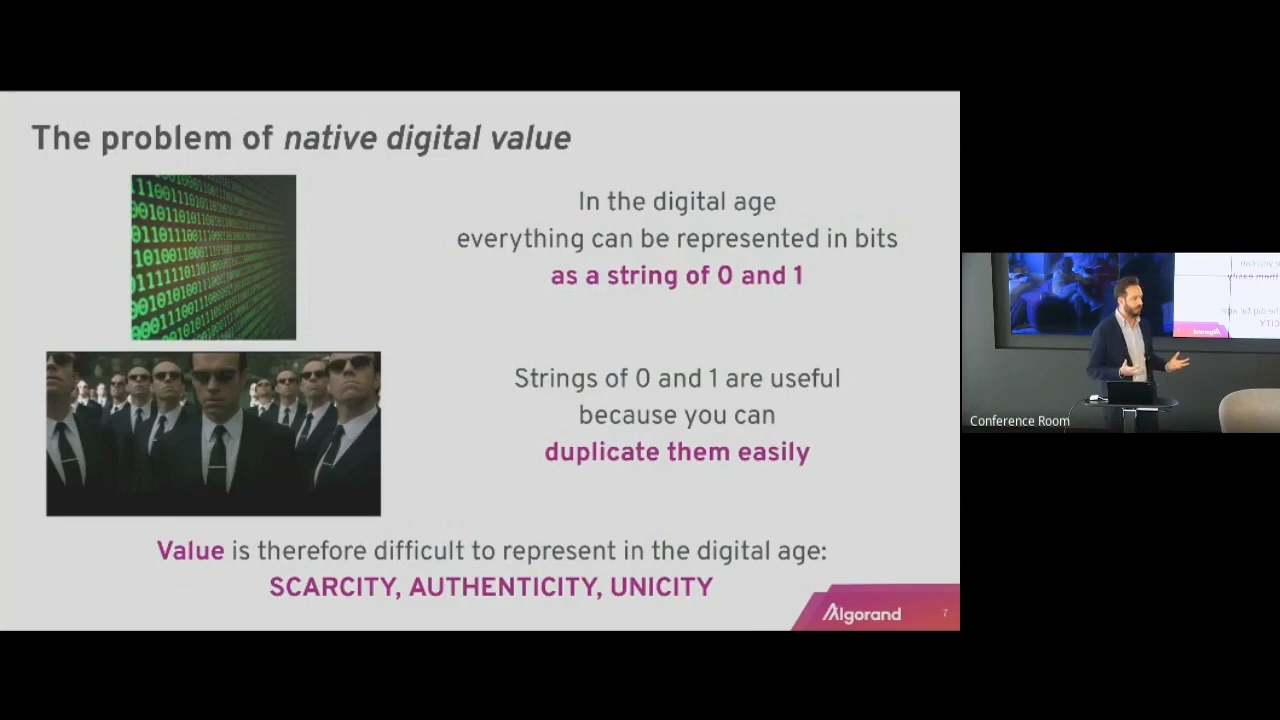 The problem of native digital value
In the digital age
everything can be represented in bits
as a string of 0 and 1
Strings of 0 and 1 are useful
because you can
duplicate them easily
Value is therefore difficult to represent in the digital age:
SCARCITY, AUTHENTICITY, UNICITY
Algorand
7
Conference Room